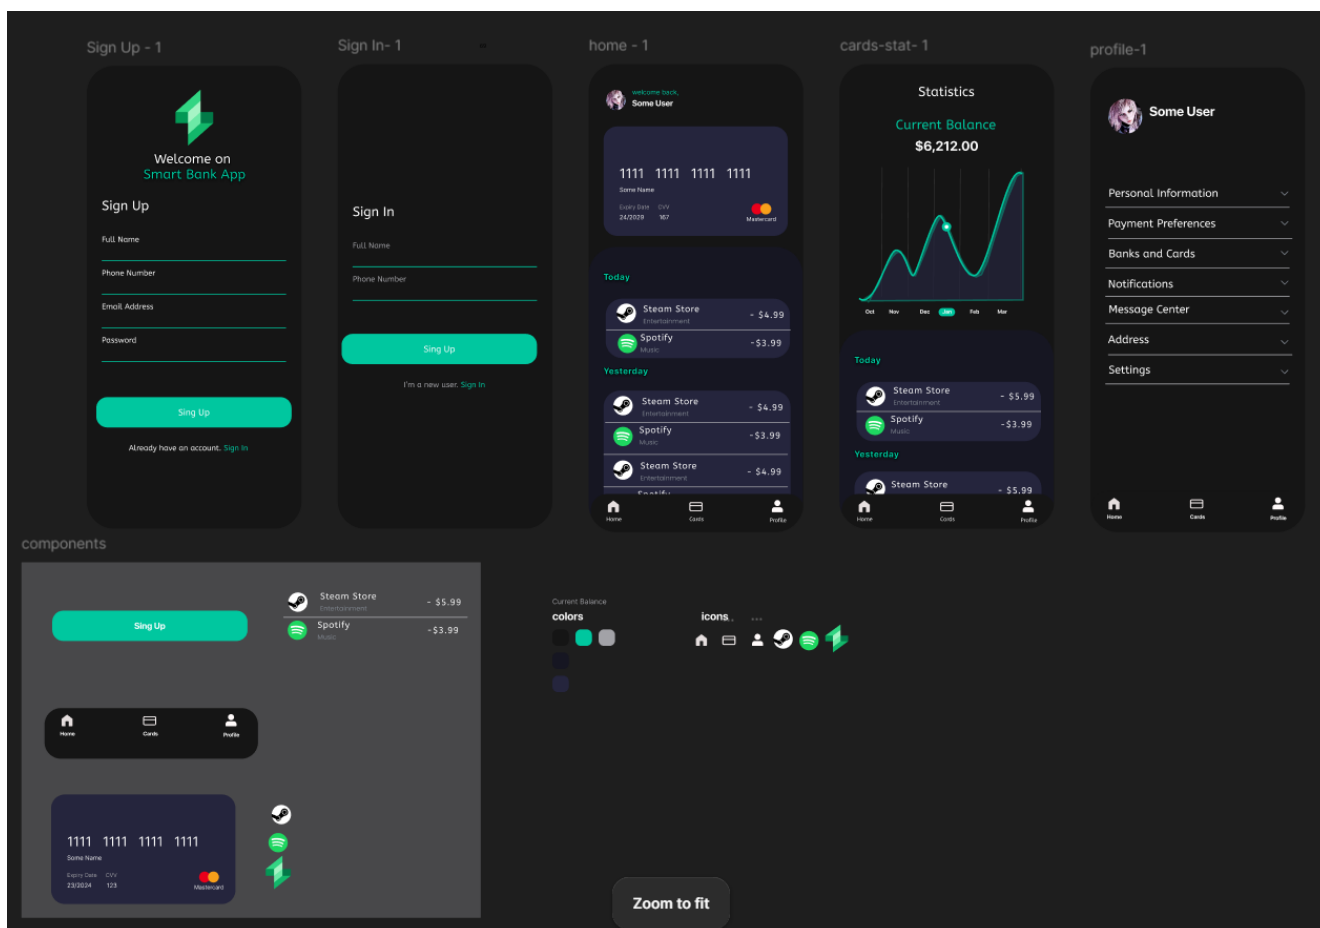 Sign Up - 1
Welcome on
Smart Bank App
Sign Up
Full Name
Phone Number
Email Address
Password
Sing Up
Already have an account. Sign In
Sign In- 1
Sign In
Full Name
Phone Number
Sing Up
I'm a new user. Sign In
home - 1
welcome back,
Some User
1111 1111 1111 1111
Some Name
Expiry Date CVV
24/2029 167
Mastercard
Today
Steam Store
Entertainment
- $4.99
Spotify
Music
-$3.99
Yesterday
Steam Store
Entertainment
- $4.99
Spotify
Music
-$3.99
Steam Store
Entertainment
- $4.99
Spotify
Home Cards Profile
cards-stat- 1
Statistics
Current Balance
$6,212.00
Oct Nov Dec Jan Feb Mar
Today
Steam Store
Entertainment
- $5.99
Spotify
Music
-$3.99
Yesterday
Steam Store
Entertainment
- $5.99
Home Cards Profile
profile-1
Some User
Personal Information
Payment Preferences
Banks and Cards
Notifications
Message Center
Address
Settings
Home Cards Profile
components
Sing Up
Steam Store
Entertainment
- $5.99
Spotify
Music
-$3.99
Home Cards Profile
1111 1111 1111 1111
Some Name
Expiry Date CVV
23/2024 123
Mastercard
Current Balance
colors
icons
Zoom to fit